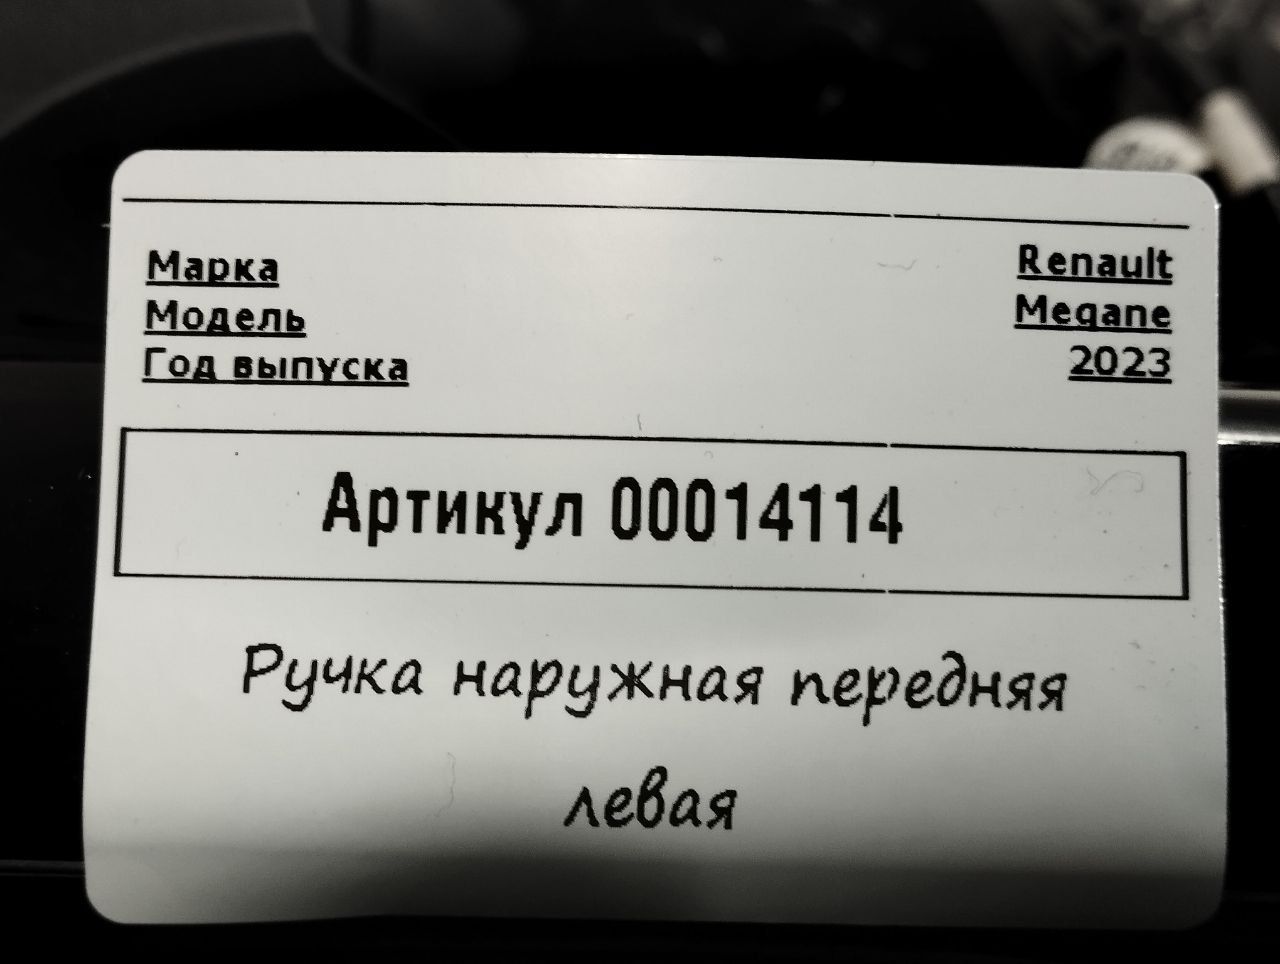 Марка Renault
Модель Megane
Год выпуска 2023
Артикул 00014114
Ручка наружная передняя
левая